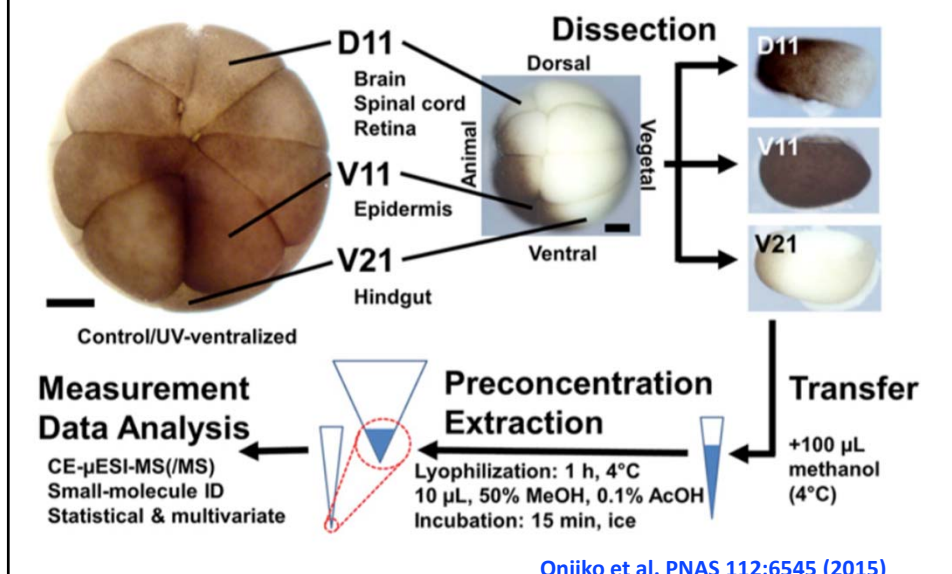 Dissection
D11
Brain
Spinal cord
Retina
V11
Epidermis
V21
Hindgut
Control/UV-ventralized
Dorsal
Animal
Vegetal
Ventral
D11
V11
V21
Transfer
+100 µL
methanol
(4°C)
Preconcentration
Extraction
Lyophilization: 1 h, 4°C
10 µL, 50% MeOH, 0.1% AcOH
Incubation: 15 min, ice
Measurement
Data Analysis
CE-µESI-MS(/MS)
Small-molecule ID
Statistical & multivariate
Onjiko et al. PNAS 112:6545 (2015)